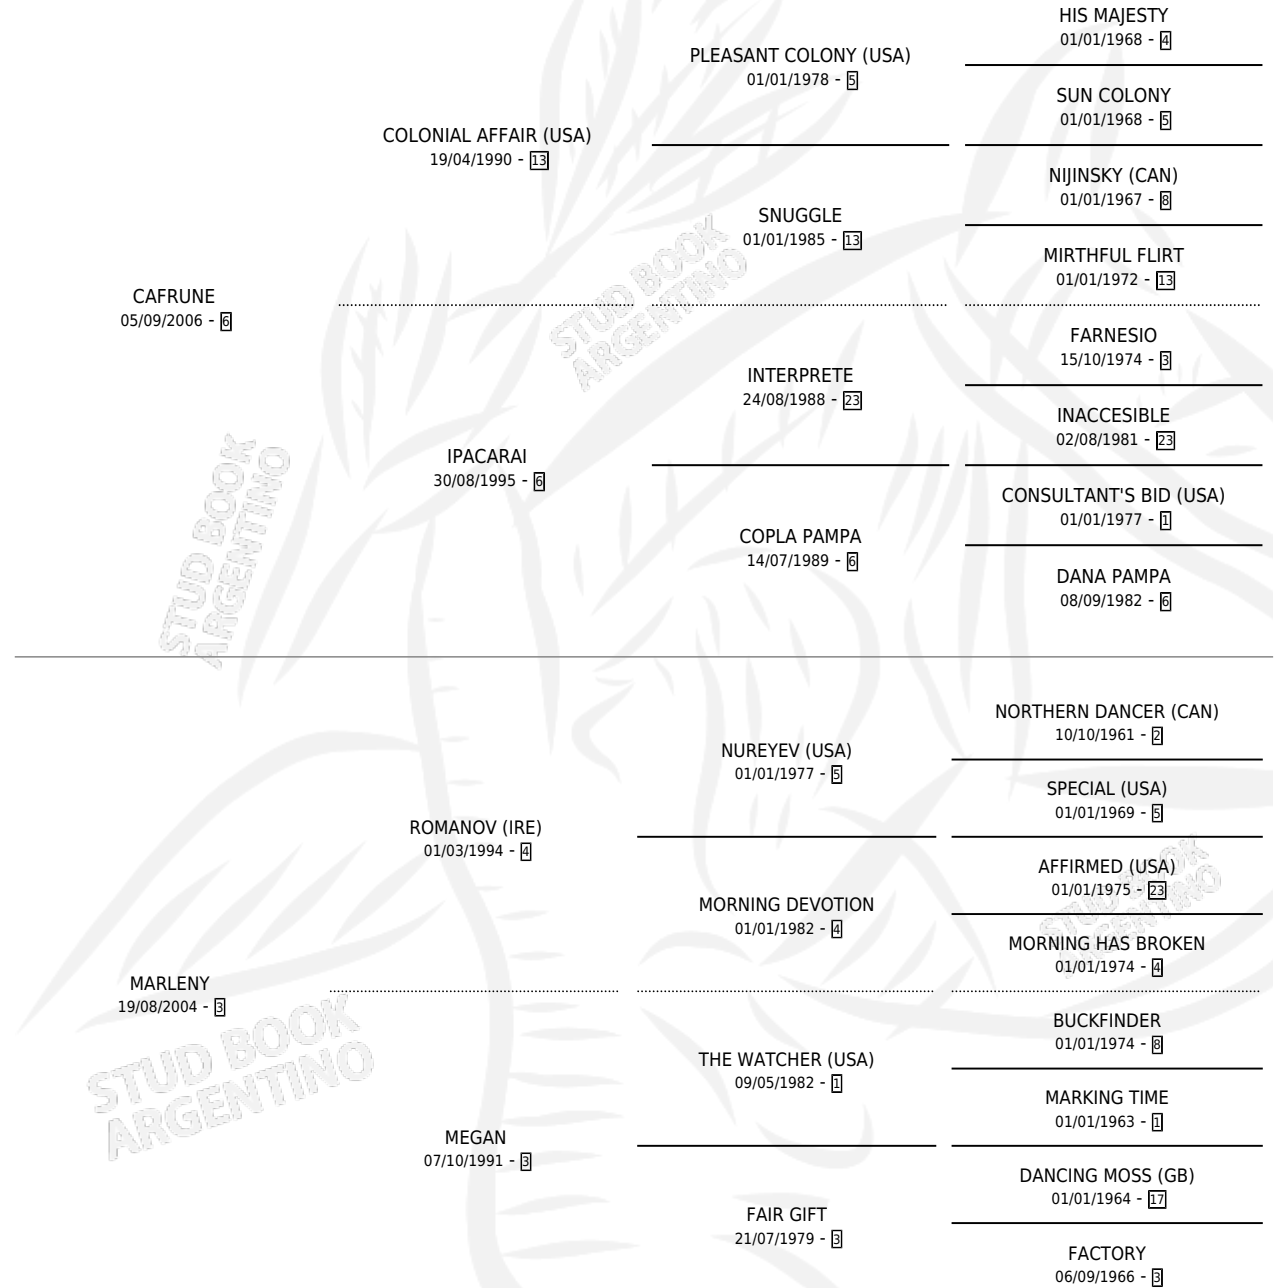 HIS MAJESTY
01/01/1968 - 4
PLEASANT COLONY (USA)
01/01/1978 - 5
SUN COLONY
01/01/1968 - 5
COLONIAL AFFAIR (USA)
19/04/1990 - 13
NIJINSKY (CAN)
01/01/1967 - 8
SNUGGLE
01/01/1985 - 13
MIRTHFUL FLIRT
01/01/1972 - 13
CAFRUNE
05/09/2006 - 6
STUD BOOK
ARGENTINO
FARNESIO
15/10/1974 - 3
INTERPRETE
24/08/1988 - 23
INACCESIBLE
02/08/1981 - 23
IPACARAI
30/08/1995 - 6
CONSULTANT'S BID (USA)
01/01/1977 - 1
COPLA PAMPA
14/07/1989 - 6
DANA PAMPA
08/09/1982 - 6
STUD BOOK
ARGENTINO
NORTHERN DANCER (CAN)
10/10/1961 - 2
NUREYEV (USA)
01/01/1977 - 5
SPECIAL (USA)
01/01/1969 - 5
ROMANOV (IRE)
01/03/1994 - 4
AFFIRMED (USA)
01/01/1975 - 23
STUD BOOK
ARGENTINO
MORNING DEVOTION
01/01/1982 - 4
MORNING HAS BROKEN
01/01/1974 - 4
MARLENY
19/08/2004 - 3
STUD BOOK
ARGENTINO
BUCKFINDER
01/01/1974 - 8
THE WATCHER (USA)
09/05/1982 - 1
MARKING TIME
01/01/1963 - 1
MEGAN
07/10/1991 - 3
DANCING MOSS (GB)
01/01/1964 - 17
FAIR GIFT
21/07/1979 - 3
FACTORY
06/09/1966 - 3